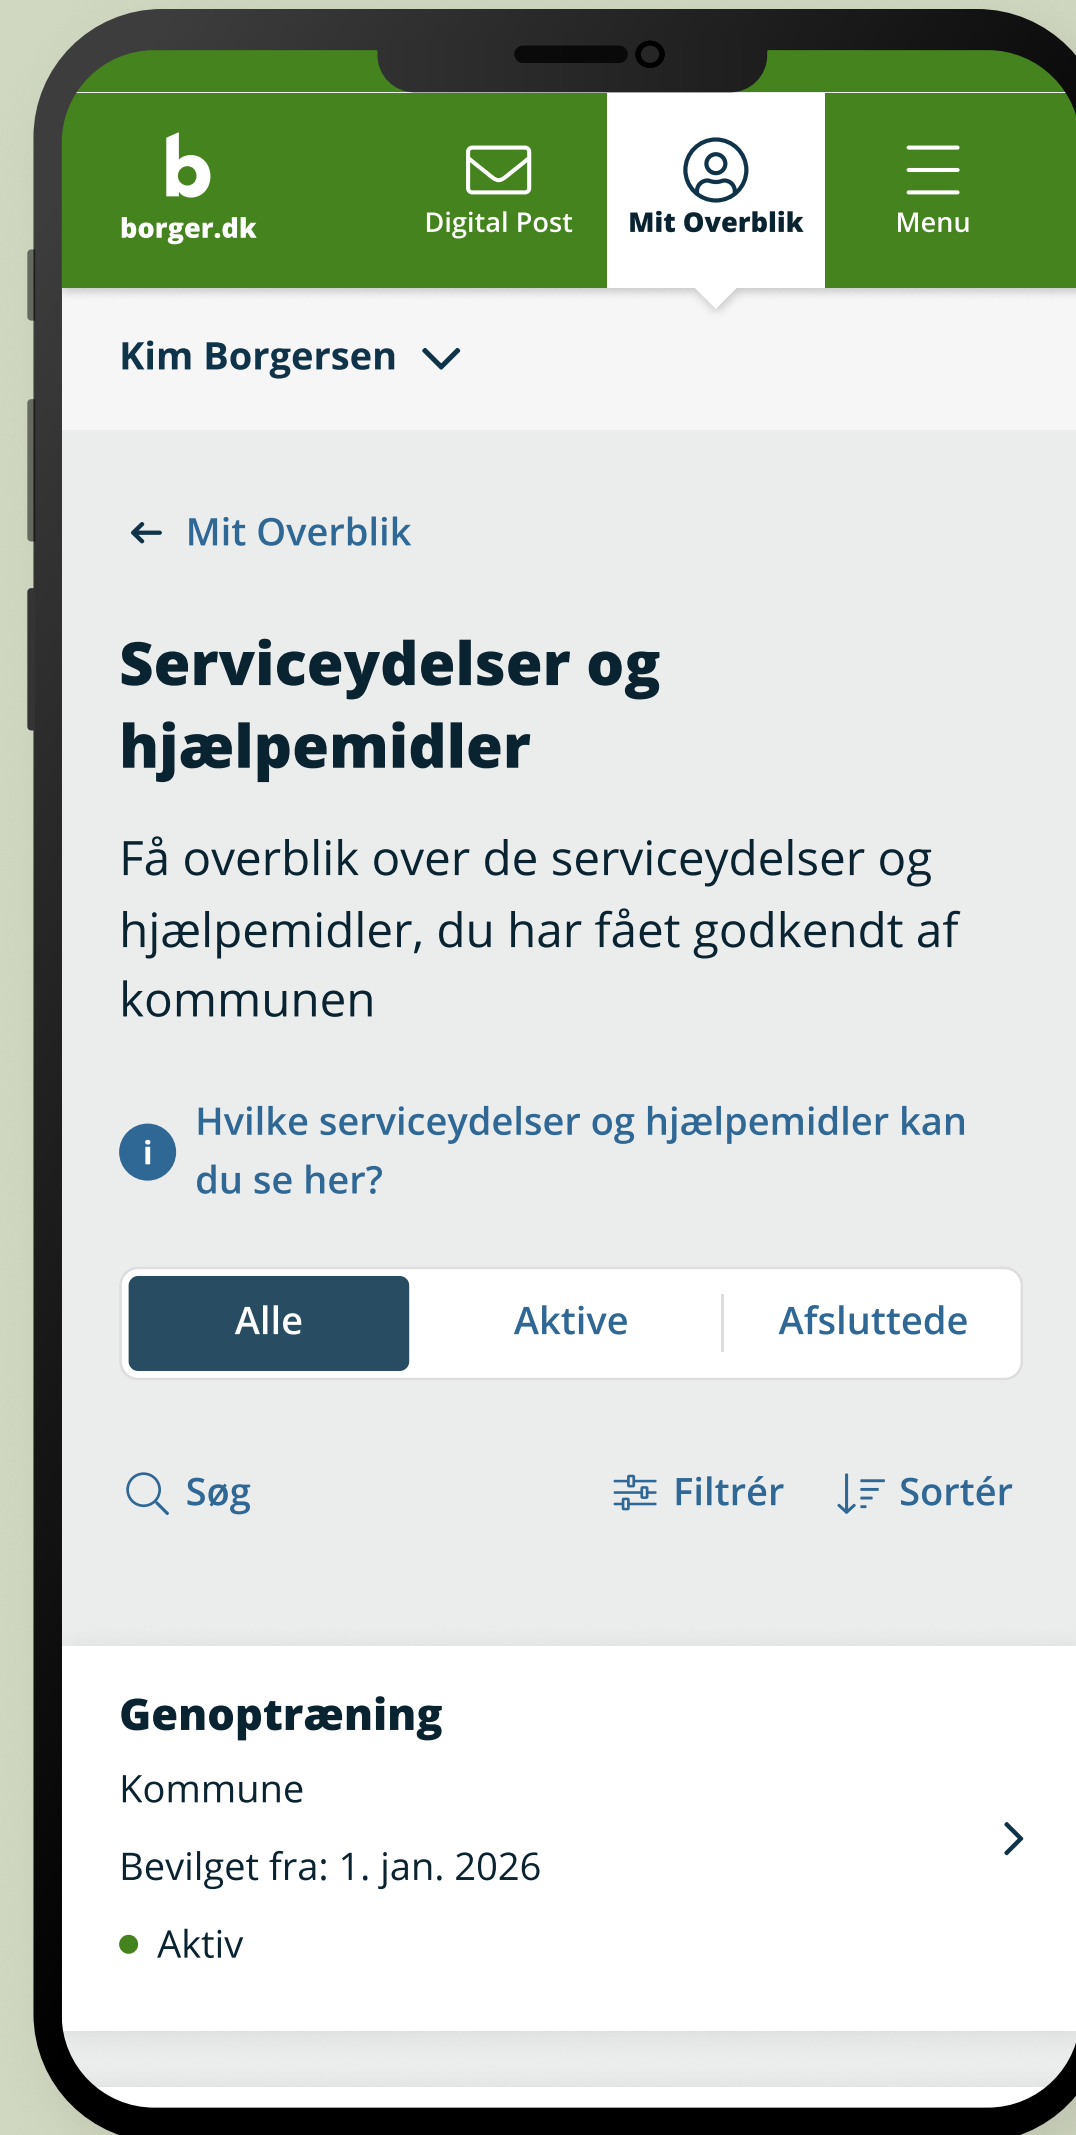 b
borger.dk
Digital Post
Mit Overblik
Menu
Kim Borgersen
Mit Overblik
Serviceydelser og
hjælpemidler
Få overblik over de serviceydelser og
hjælpemidler, du har fået godkendt af
kommunen
i
Hvilke serviceydelser og hjælpemidler kan
du se her?
Alle
Aktive
Afsluttede
Søg
Filtrér
Sortér
Genoptræning
Kommune
Bevilget fra: 1. jan. 2026
Aktiv